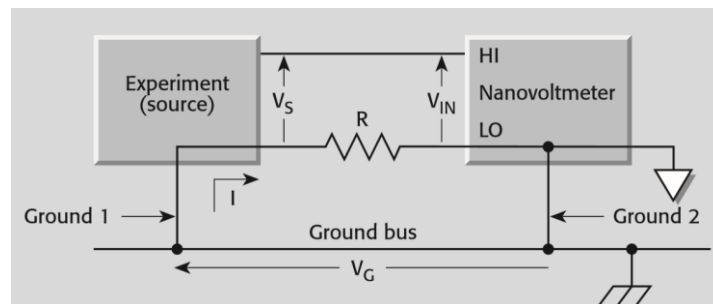 Experiment
(source)
V_S
R
V_IN
HI
Nanovoltmeter
LO
I
Ground 1
Ground bus
Ground 2
V_G